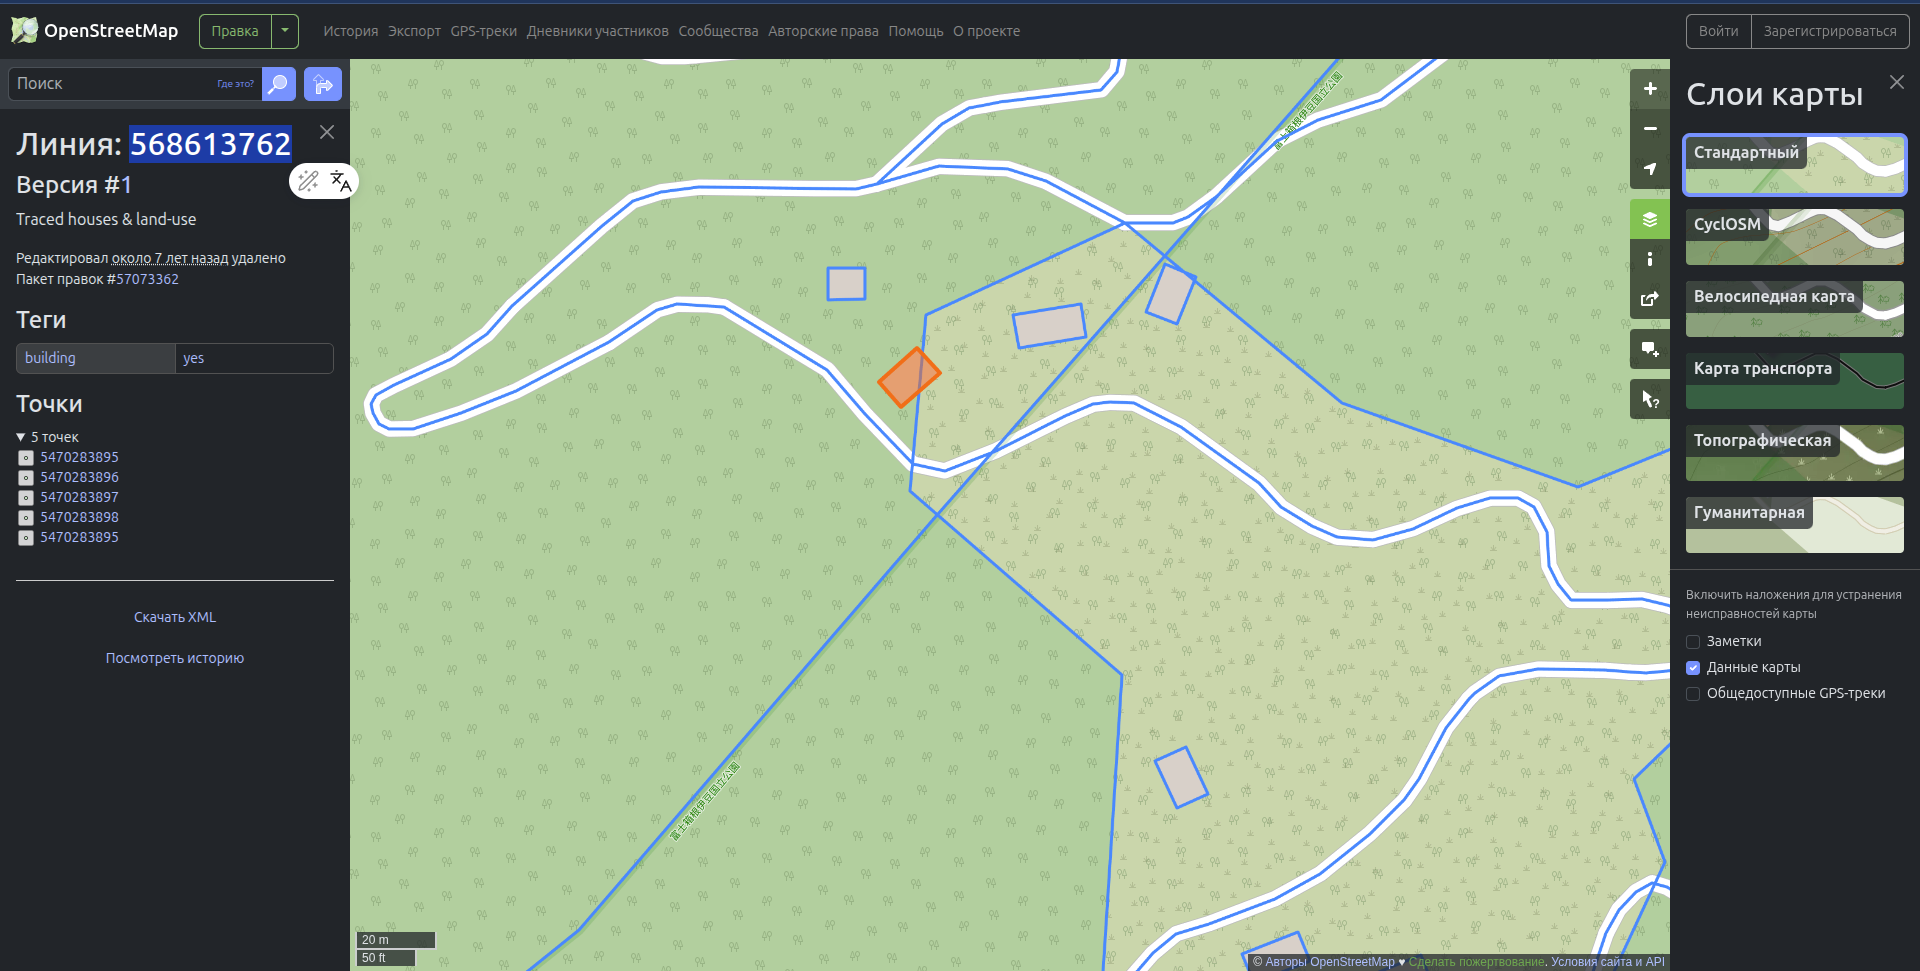 OpenStreetMap
Правка
История Экспорт GPS-треки Дневники участников Сообщества Авторские права Помощь О проекте
Войти Зарегистрироваться
Поиск Где это?
Линия: 568613762
Версия #1
Traced houses & land-use
Редактировал около 7 лет назад удалено
Пакет правок #57073362
Теги
building yes
Точки
▼ 5 точек
5470283895
5470283896
5470283897
5470283898
5470283895
Скачать XML
Посмотреть историю
富士箱根伊豆国立公園
富士箱根伊豆国立公園
20 m
50 ft
© Авторы OpenStreetMap ♥ Сделать пожертвование. Условия сайта и API
Слои карты
Стандартный
CyclOSM
Велосипедная карта
Карта транспорта
Топографическая
Гуманитарная
Включить наложения для устранения
неисправностей карты
Заметки
Данные карты
Общедоступные GPS-треки